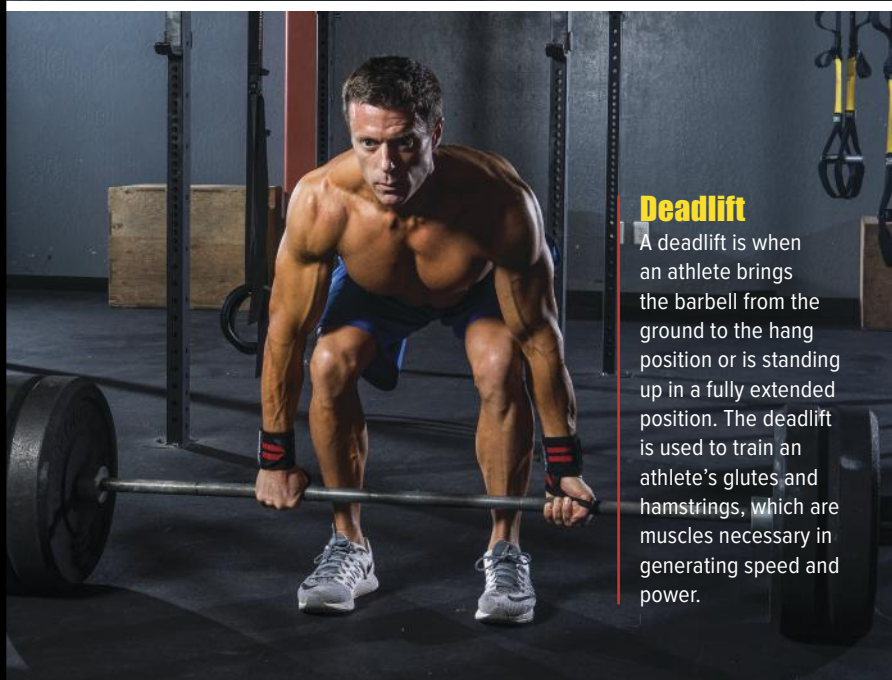 Deadlift
A deadlift is when
an athlete brings
the barbell from the
ground to the hang
position or is standing
up in a fully extended
position. The deadlift
is used to train an
athlete’s glutes and
hamstrings, which are
muscles necessary in
generating speed and
power.